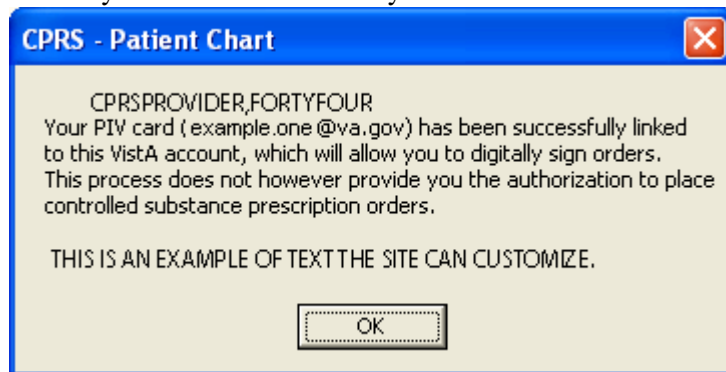 CPRS - Patient Chart
CPRSPROVIDER,FORTYFOUR
Your PIV card (example.one@va.gov) has been successfully linked
to this VistA account, which will allow you to digitally sign orders.
This process does not however provide you the authorization to place
controlled substance prescription orders.
THIS IS AN EXAMPLE OF TEXT THE SITE CAN CUSTOMIZE.
OK